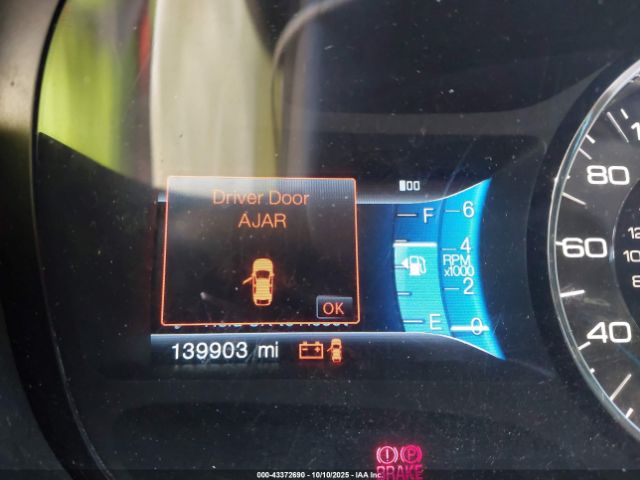 Driver Door
AJAR
OK
F
E
6
4
RPM
x1000
2
0
139903 mi
80
60
40
BRAKE
000-43372690 - 10/10/2025 - IAA Inc.